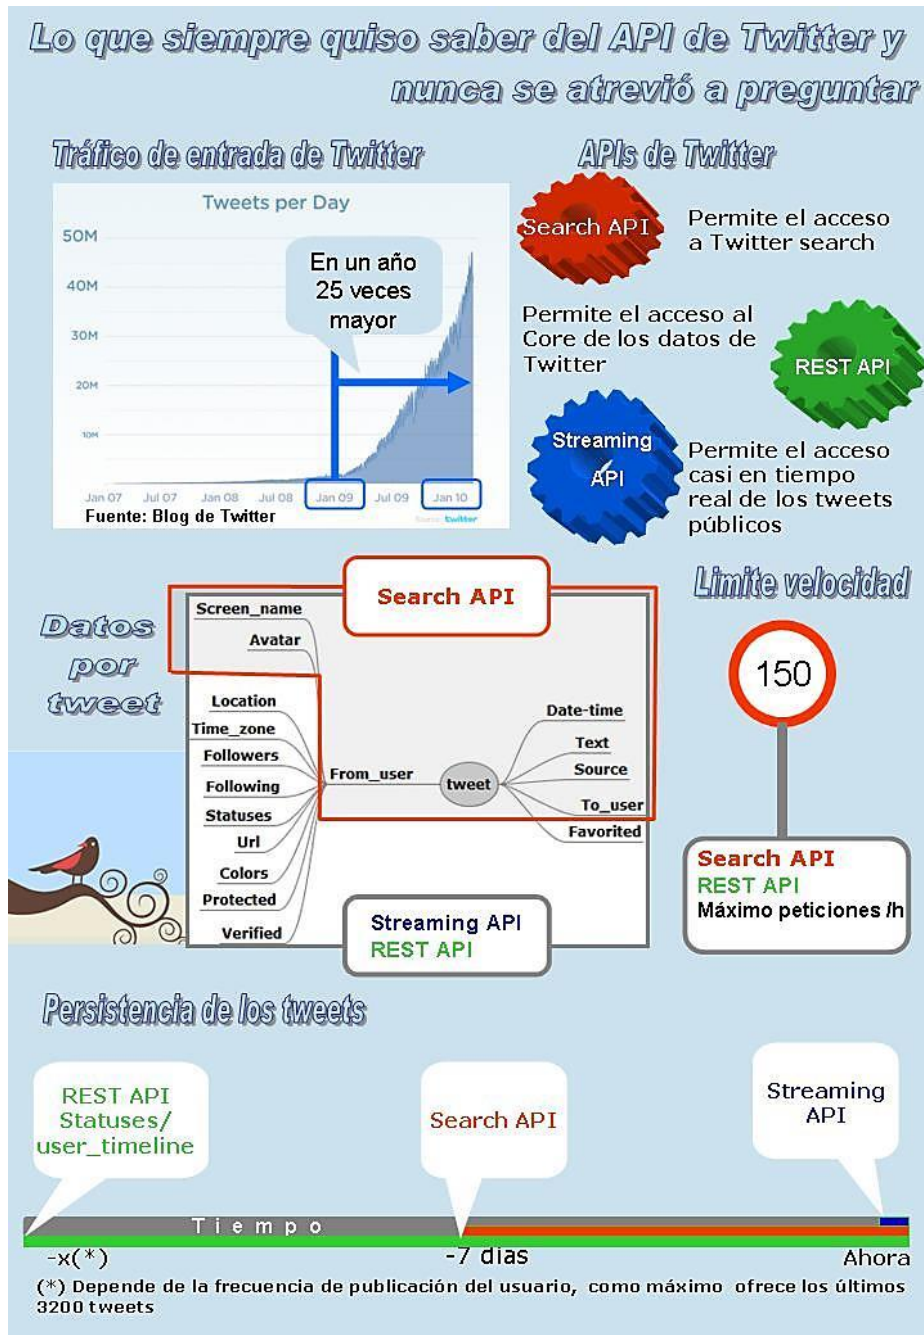 Lo que siempre quiso saber del API de Twitter y
nunca se atrevió a preguntar
Tráfico de entrada de Twitter
Tweets per Day
50M
40M
30M
20M
10M
En un año
25 veces
mayor
Jan 07
Jul 07
Jan 08
Jul 08
Jan 09
Jul 09
Jan 10
Fuente: Blog de Twitter
Source: twitter
APIs de Twitter
Search API
Permite el acceso
a Twitter search
Permite el acceso al
Core de los datos de
Twitter
REST API
Streaming
API
Permite el acceso
casi en tiempo
real de los tweets
públicos
Datos
por
tweet
Search API
Screen_name
Avatar
Location
Time_zone
Followers
Following
Statuses
Url
Colors
Protected
Verified
From_user
tweet
Date-time
Text
Source
To_user
Favorited
Streaming API
REST API
Limite velocidad
150
Search API
REST API
Máximo peticiones /h
Persistencia de los tweets
REST API
Statuses/
user_timeline
Search API
Streaming
API
Tiempo
-x(*)
-7 dias
Ahora
(*) Depende de la frecuencia de publicación del usuario, como máximo ofrece los últimos
3200 tweets